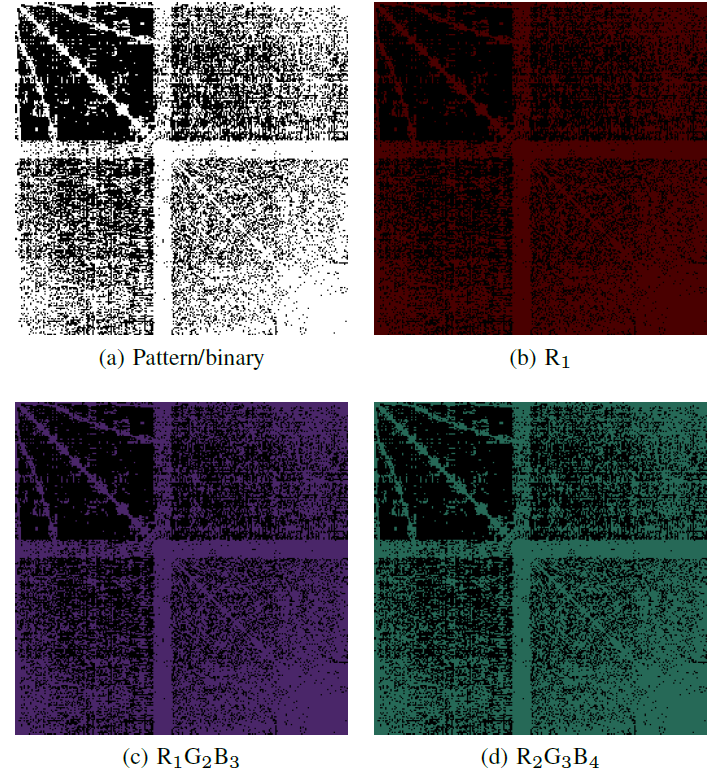 (a) Pattern/binary
(b) R₁
(c) R₁G₂B₃
(d) R₂G₃B₄